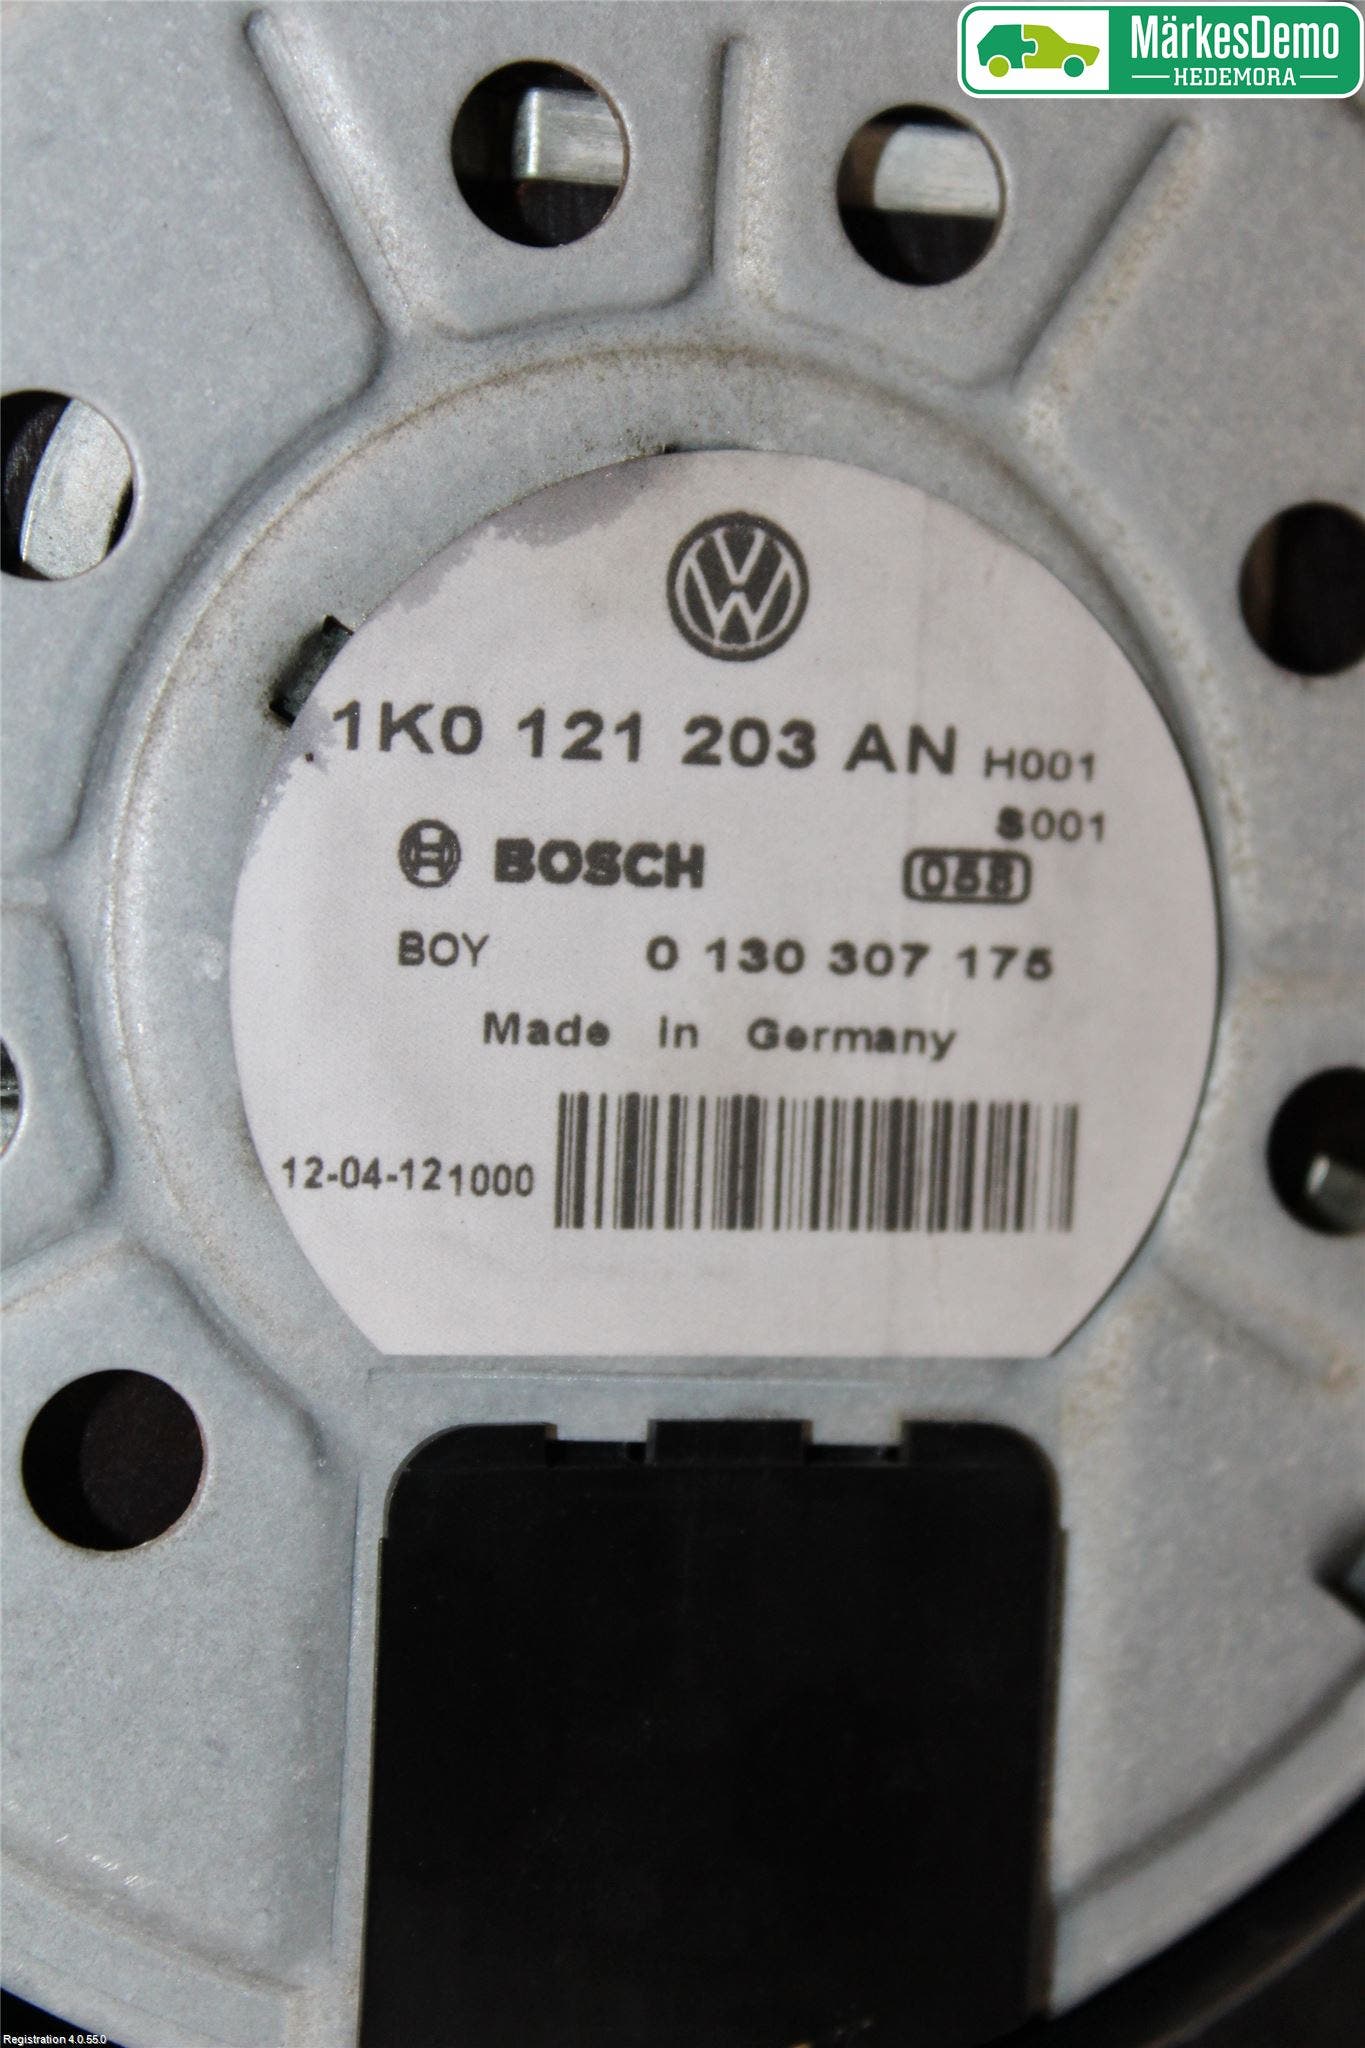 MärkesDemo
HEDEMORA
1K0 121 203 AN H001
S001
BOSCH 058
BOY 0 130 307 175
Made in Germany
12-04-121000
Registration 4.0.55.0